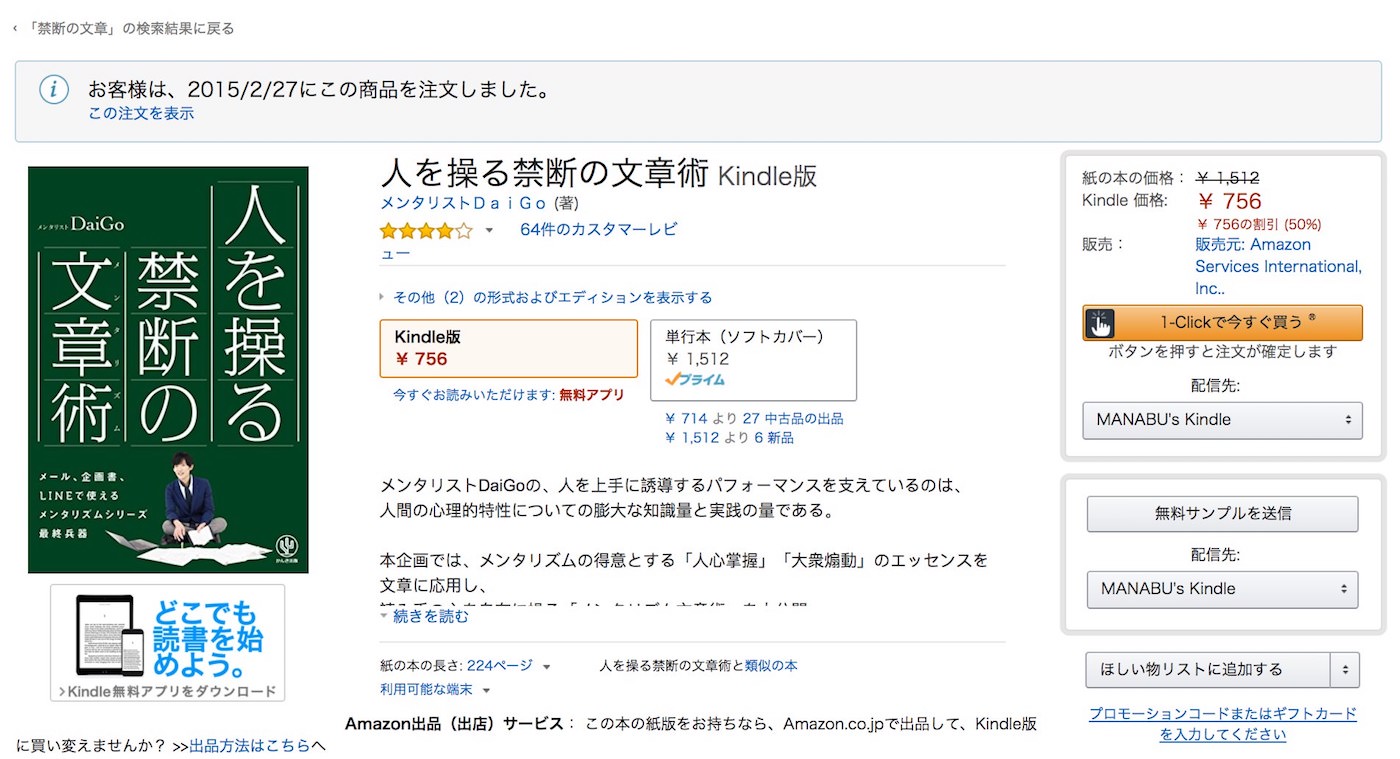 ‹ 「禁断の文章」の検索結果に戻る
i お客様は、2015/2/27にこの商品を注文しました。
この注文を表示
メンタリスト DaiGo
人を操る
禁断の
文章術
メンタリズム
メール、企画書、
LINEで使える
メンタリズムシリーズ
最終兵器
かんき出版
どこでも
読書を始
めよう。
›Kindle無料アプリをダウンロード
人を操る禁断の文章術 Kindle版
メンタリストＤａｉＧｏ (著)
64件のカスタマーレビ
ュー
その他（2）の形式およびエディションを表示する
Kindle版
￥ 756
今すぐお読みいただけます: 無料アプリ
単行本（ソフトカバー）
￥ 1,512
プライム
￥ 714 より 27 中古品の出品
￥ 1,512 より 6 新品
メンタリストDaiGoの、人を上手に誘導するパフォーマンスを支えているのは、
人間の心理的特性についての膨大な知識量と実践の量である。
本企画では、メンタリズムの得意とする「人心掌握」「大衆煽動」のエッセンスを
文章に応用し、
続きを読む
紙の本の長さ: 224ページ
人を操る禁断の文章術と類似の本
利用可能な端末
Amazon出品（出店）サービス： この本の紙版をお持ちなら、Amazon.co.jpで出品して、Kindle版
に買い変えませんか？ >>出品方法はこちらへ
紙の本の価格： ￥ 1,512
Kindle 価格: ￥ 756
￥ 756の割引 (50%)
販売： 販売元: Amazon
Services International,
Inc..
1-Clickで今すぐ買う ®
ボタンを押すと注文が確定します
配信先:
MANABU's Kindle
無料サンプルを送信
配信先:
MANABU's Kindle
ほしい物リストに追加する
プロモーションコードまたはギフトカード
を入力してください